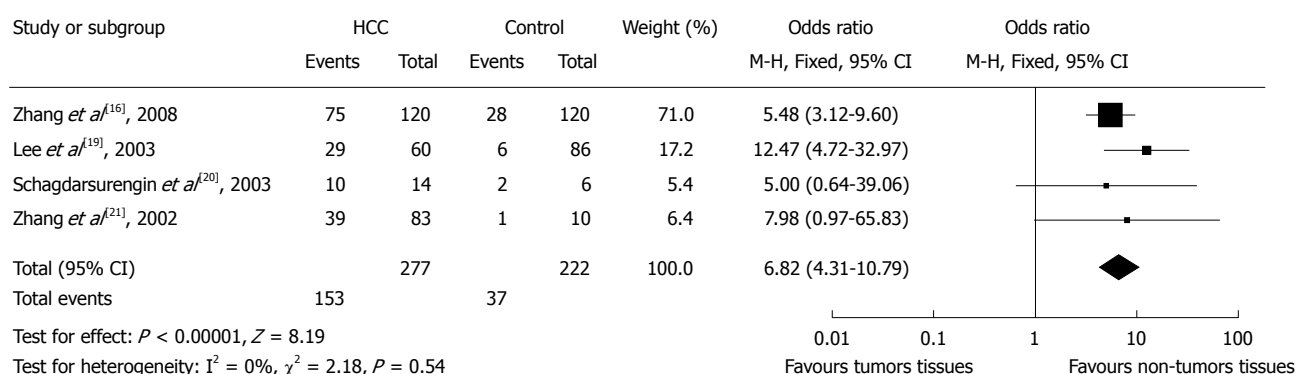 Study or subgroup HCC Control Weight (%) Odds ratio Odds ratio
Events Total Events Total M-H, Fixed, 95% CI M-H, Fixed, 95% CI
Zhang et al[16], 2008 75 120 28 120 71.0 5.48 (3.12-9.60)
Lee et al[19], 2003 29 60 6 86 17.2 12.47 (4.72-32.97)
Schagdarsurengin et al[20], 2003 10 14 2 6 5.4 5.00 (0.64-39.06)
Zhang et al[21], 2002 39 83 1 10 6.4 7.98 (0.97-65.83)
Total (95% CI) 277 222 100.0 6.82 (4.31-10.79)
Total events 153 37
Test for effect: P < 0.00001, Z = 8.19
0.01 0.1 1 10 100
Test for heterogeneity: I² = 0%, χ² = 2.18, P = 0.54
Favours tumors tissues Favours non-tumors tissues